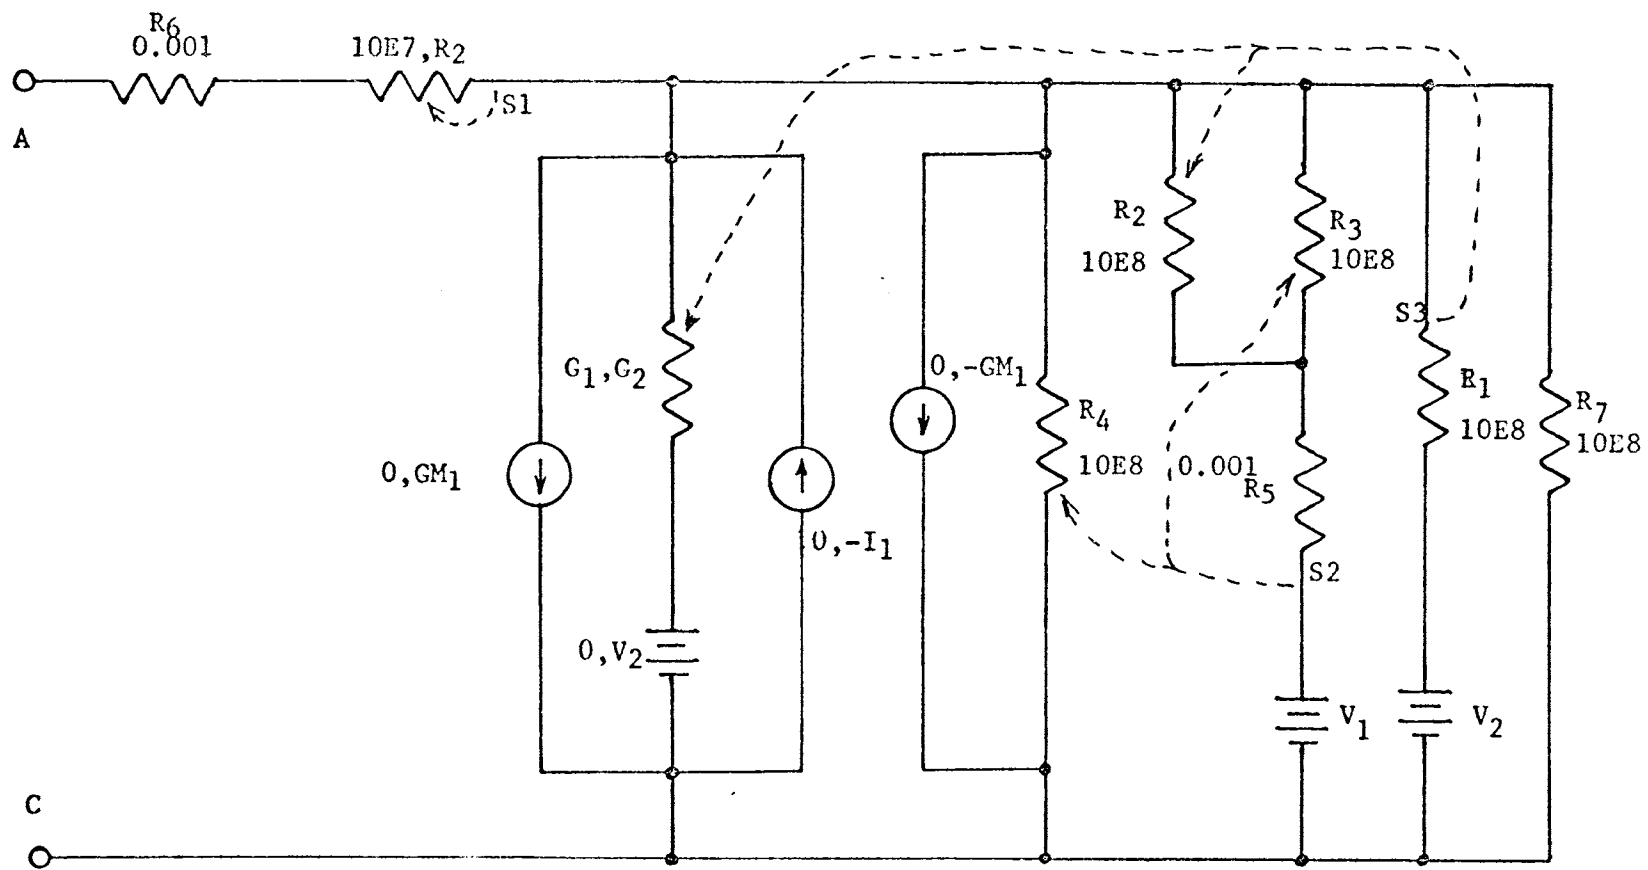 R6
0.001
10E7,R2
S1
A
R2
10E8
R3
10E8
S3
G1,G2
0,-GM1
R4
10E8
R1
10E8
R7
10E8
0,GM1
0.001
R5
0,-I1
S2
0,V2
V1
V2
C